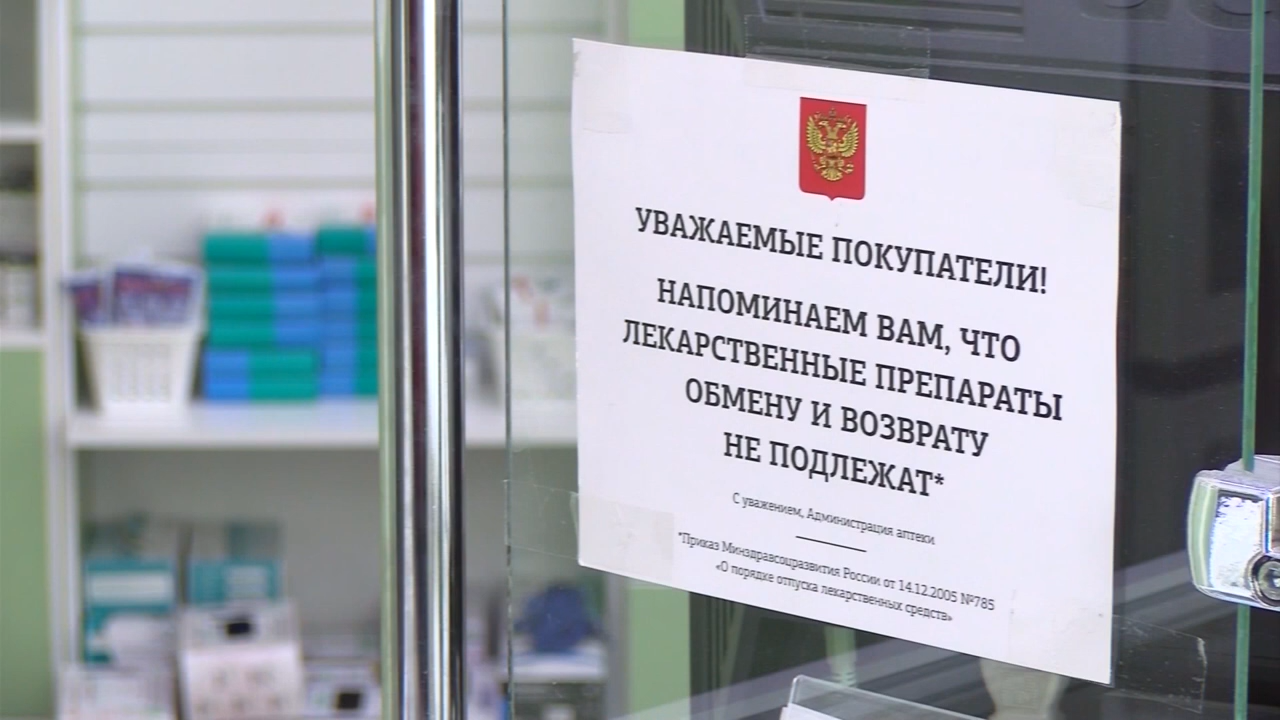 УВАЖАЕМЫЕ ПОКУПАТЕЛИ!
НАПОМИНАЕМ ВАМ, ЧТО
ЛЕКАРСТВЕННЫЕ ПРЕПАРАТЫ
ОБМЕНУ И ВОЗВРАТУ
НЕ ПОДЛЕЖАТ*
С уважением, Администрация аптеки
*Приказ Минздравсоцразвития России от 14.12.2005 №785
«О порядке отпуска лекарственных средств»